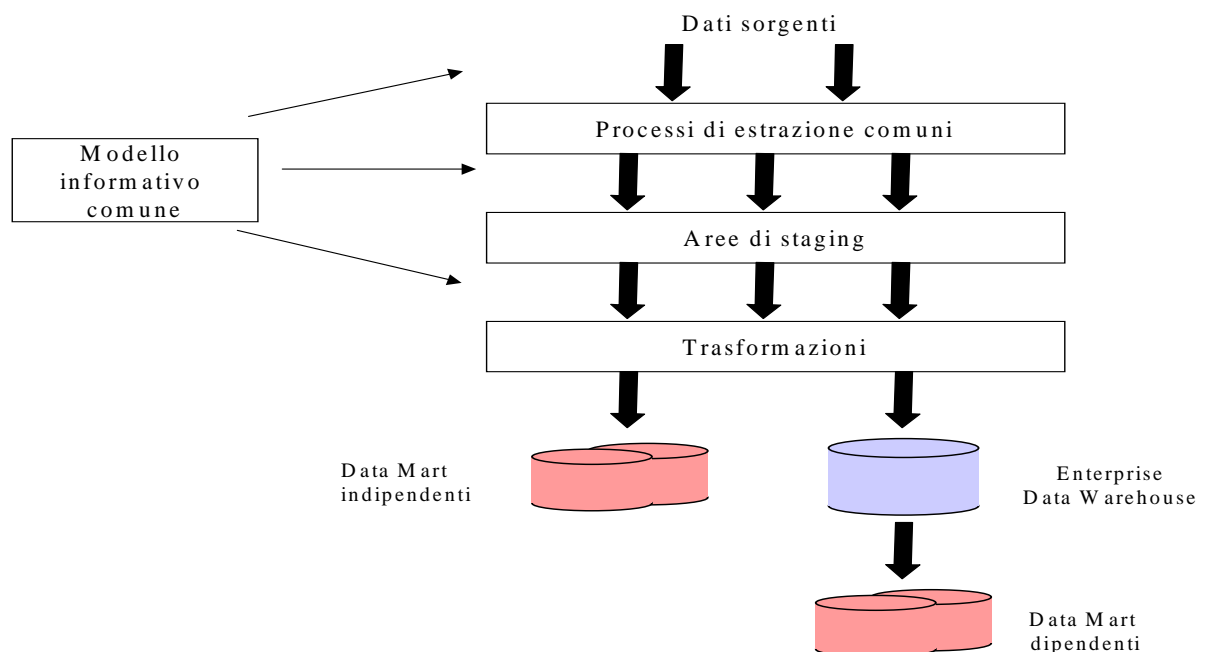 Dati sorgenti
Processi di estrazione comuni
Modello
informativo
comune
Aree di staging
Trasformazioni
Data Mart
indipendenti
Enterprise
Data Warehouse
Data Mart
dipendenti